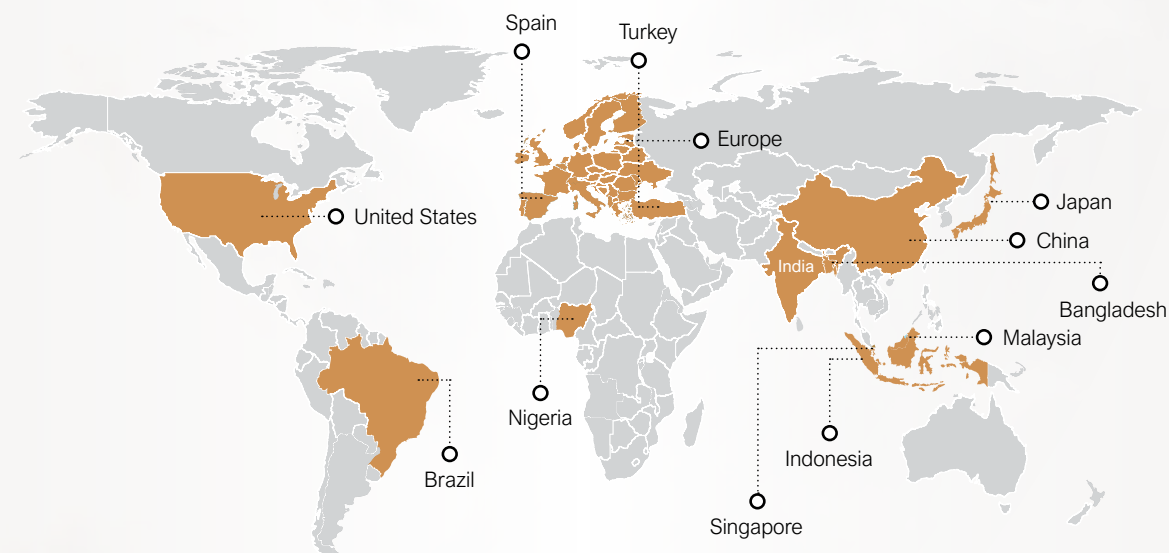 Spain
Turkey
Europe
United States
Japan
China
India
Bangladesh
Malaysia
Nigeria
Indonesia
Brazil
Singapore